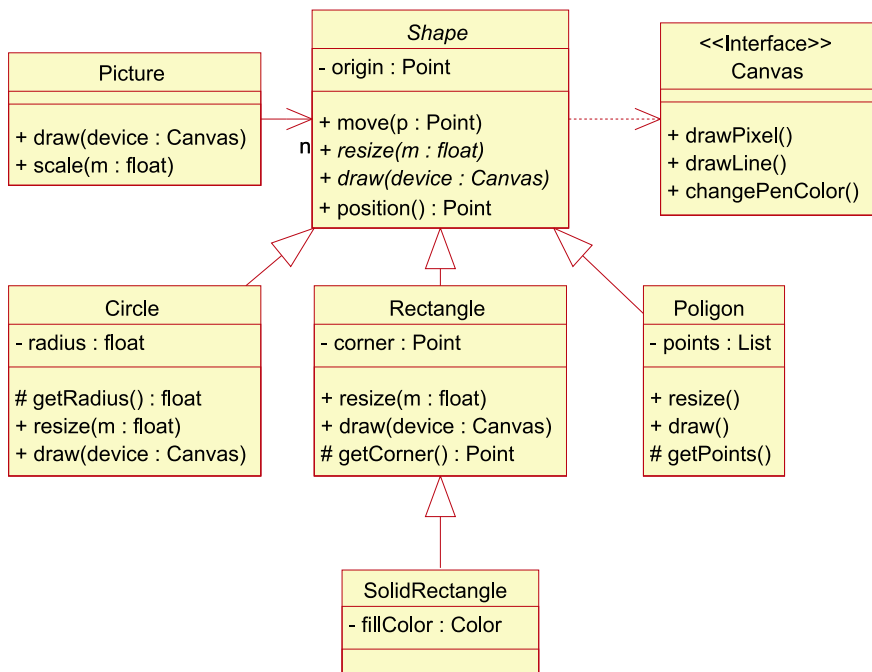 Picture
+ draw(device : Canvas)
+ scale(m : float)
n
Shape
- origin : Point
+ move(p : Point)
+ resize(m : float)
+ draw(device : Canvas)
+ position() : Point
<<Interface>>
Canvas
+ drawPixel()
+ drawLine()
+ changePenColor()
Circle
- radius : float
# getRadius() : float
+ resize(m : float)
+ draw(device : Canvas)
Rectangle
- corner : Point
+ resize(m : float)
+ draw(device : Canvas)
# getCorner() : Point
Poligon
- points : List
+ resize()
+ draw()
# getPoints()
SolidRectangle
- fillColor : Color